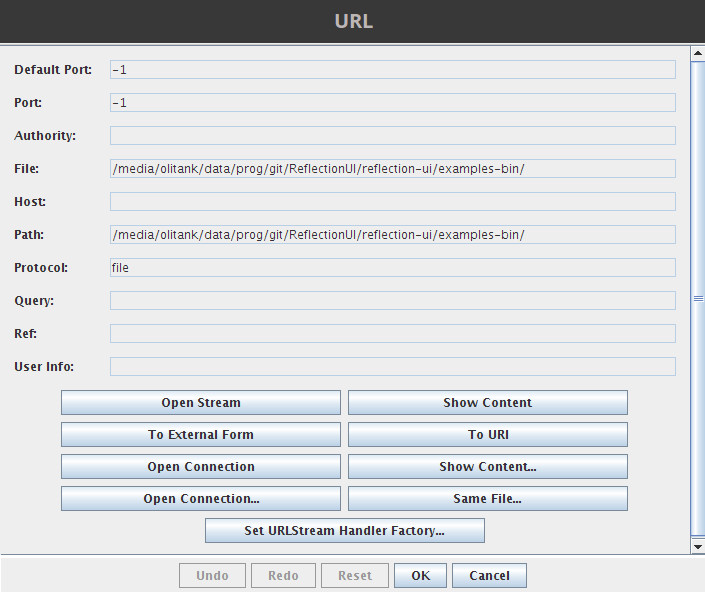 URL
Default Port: -1
Port: -1
Authority:
File: /media/olitank/data/prog/git/ReflectionUI/reflection-ui/examples-bin/
Host:
Path: /media/olitank/data/prog/git/ReflectionUI/reflection-ui/examples-bin/
Protocol: file
Query:
Ref:
User Info:
Open Stream Show Content
To External Form To URI
Open Connection Show Content...
Open Connection... Same File...
Set URLStream Handler Factory...
Undo Redo Reset OK Cancel